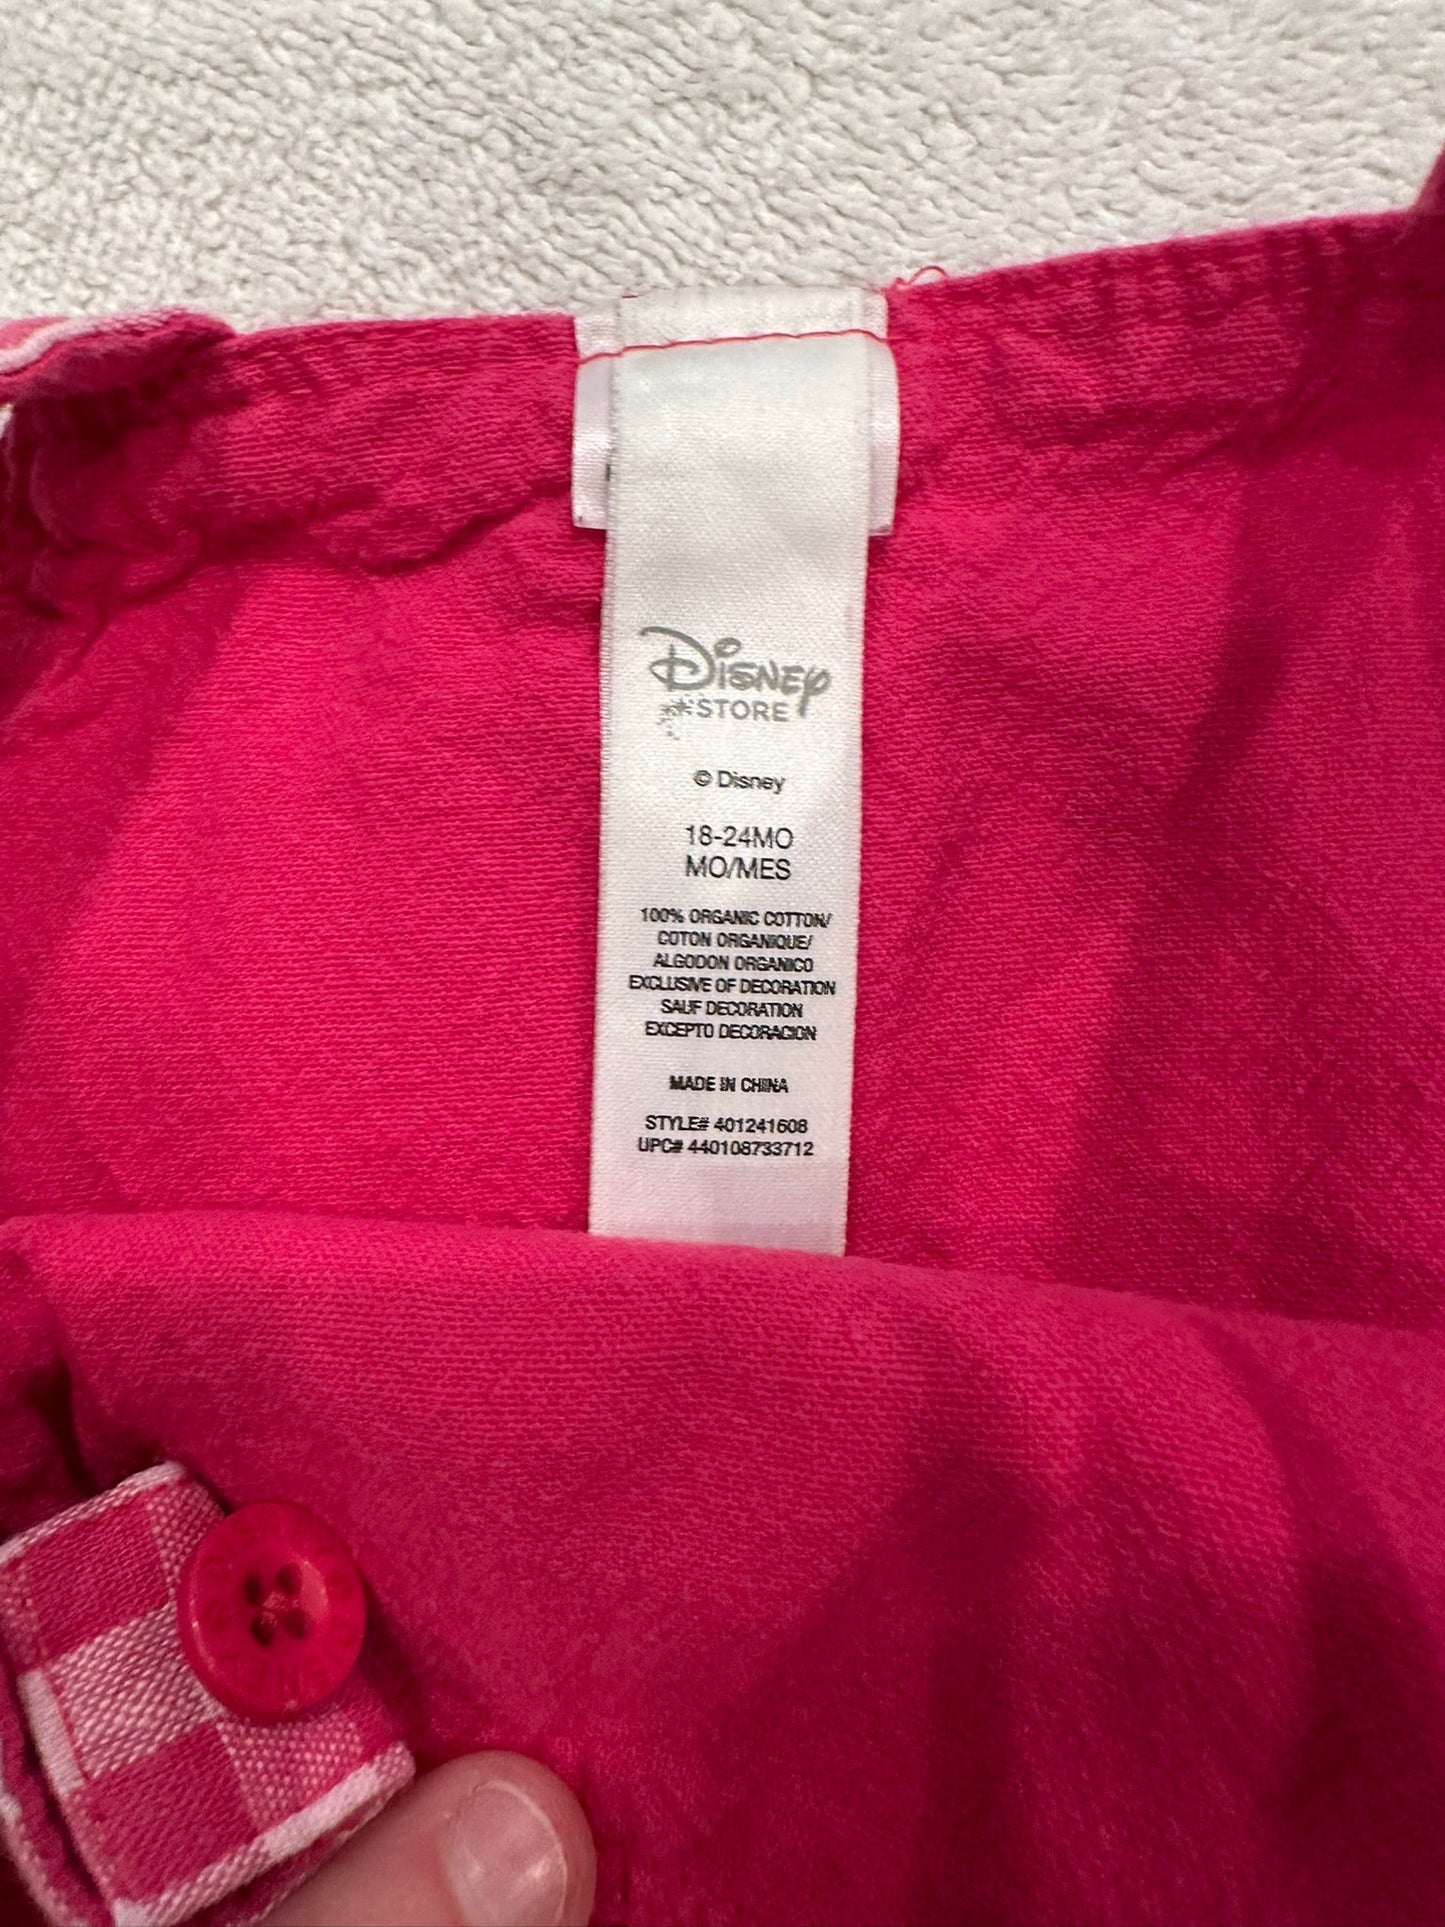 Disney
STORE
© Disney
18-24MO
MO/MES
100% ORGANIC COTTON/
COTON ORGANIQUE/
ALGODON ORGANICO
EXCLUSIVE OF DECORATION
SAUF DECORATION
EXCEPTO DECORACION
MADE IN CHINA
STYLE# 401241608
UPC# 440108733712